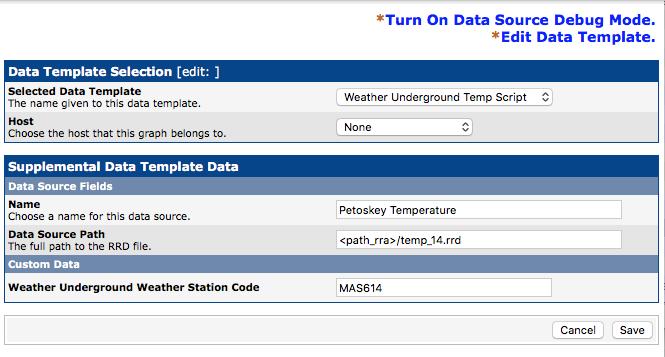 *Turn On Data Source Debug Mode.
*Edit Data Template.
Data Template Selection [edit: ]
Selected Data Template
The name given to this data template.
Weather Underground Temp Script
Host
Choose the host that this graph belongs to.
None
Supplemental Data Template Data
Data Source Fields
Name
Choose a name for this data source.
Petoskey Temperature
Data Source Path
The full path to the RRD file.
<path_rra>/temp_14.rrd
Custom Data
Weather Underground Weather Station Code
MAS614
Cancel Save